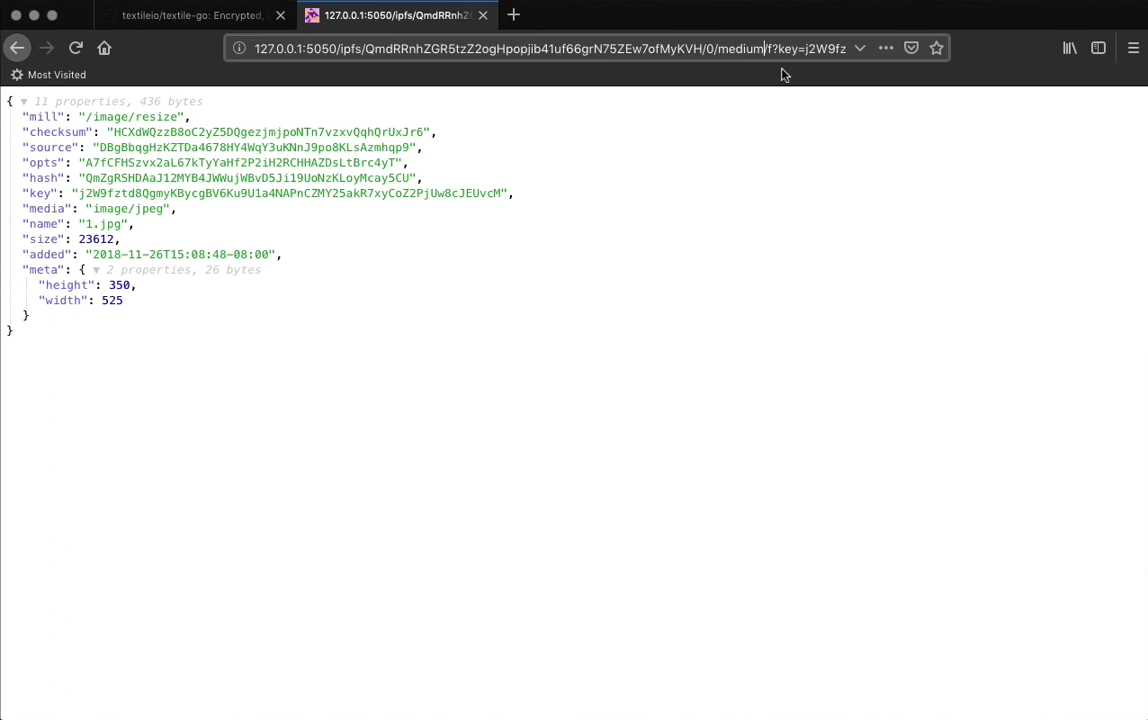 textileio/textile-go: Encrypted,
127.0.0.1:5050/ipfs/QmdRRnhZ
127.0.0.1:5050/ipfs/QmdRRnhZGR5tzZ2ogHpopjib41uf66grN75ZEw7ofMyKVH/0/medium/f?key=j2W9fz
Most Visited
{ ▼ 11 properties, 436 bytes
"mill": "/image/resize",
"checksum": "HCXdWQzzB8oC2yZ5DQgezjmjpoNTn7vzxvQqhQrUxJr6",
"source": "DBgBbqgHzKZTDa4678HY4WqY3uKNnJ9po8KLsAzmhqp9",
"opts": "A7fCFHSzvx2aL67kTyYaHf2P2iH2RCHHAZDsLtBrc4yT",
"hash": "QmZgRSHDAaJ12MYB4JWWujWBvD5Ji19UoNzKLoyMcay5CU",
"key": "j2W9fztd8QgmyKBycgBV6Ku9U1a4NAPnCZMY25akR7xyCoZ2PjUw8cJEUvcM",
"media": "image/jpeg",
"name": "1.jpg",
"size": 23612,
"added": "2018-11-26T15:08:48-08:00",
"meta": { ▼ 2 properties, 26 bytes
"height": 350,
"width": 525
}
}